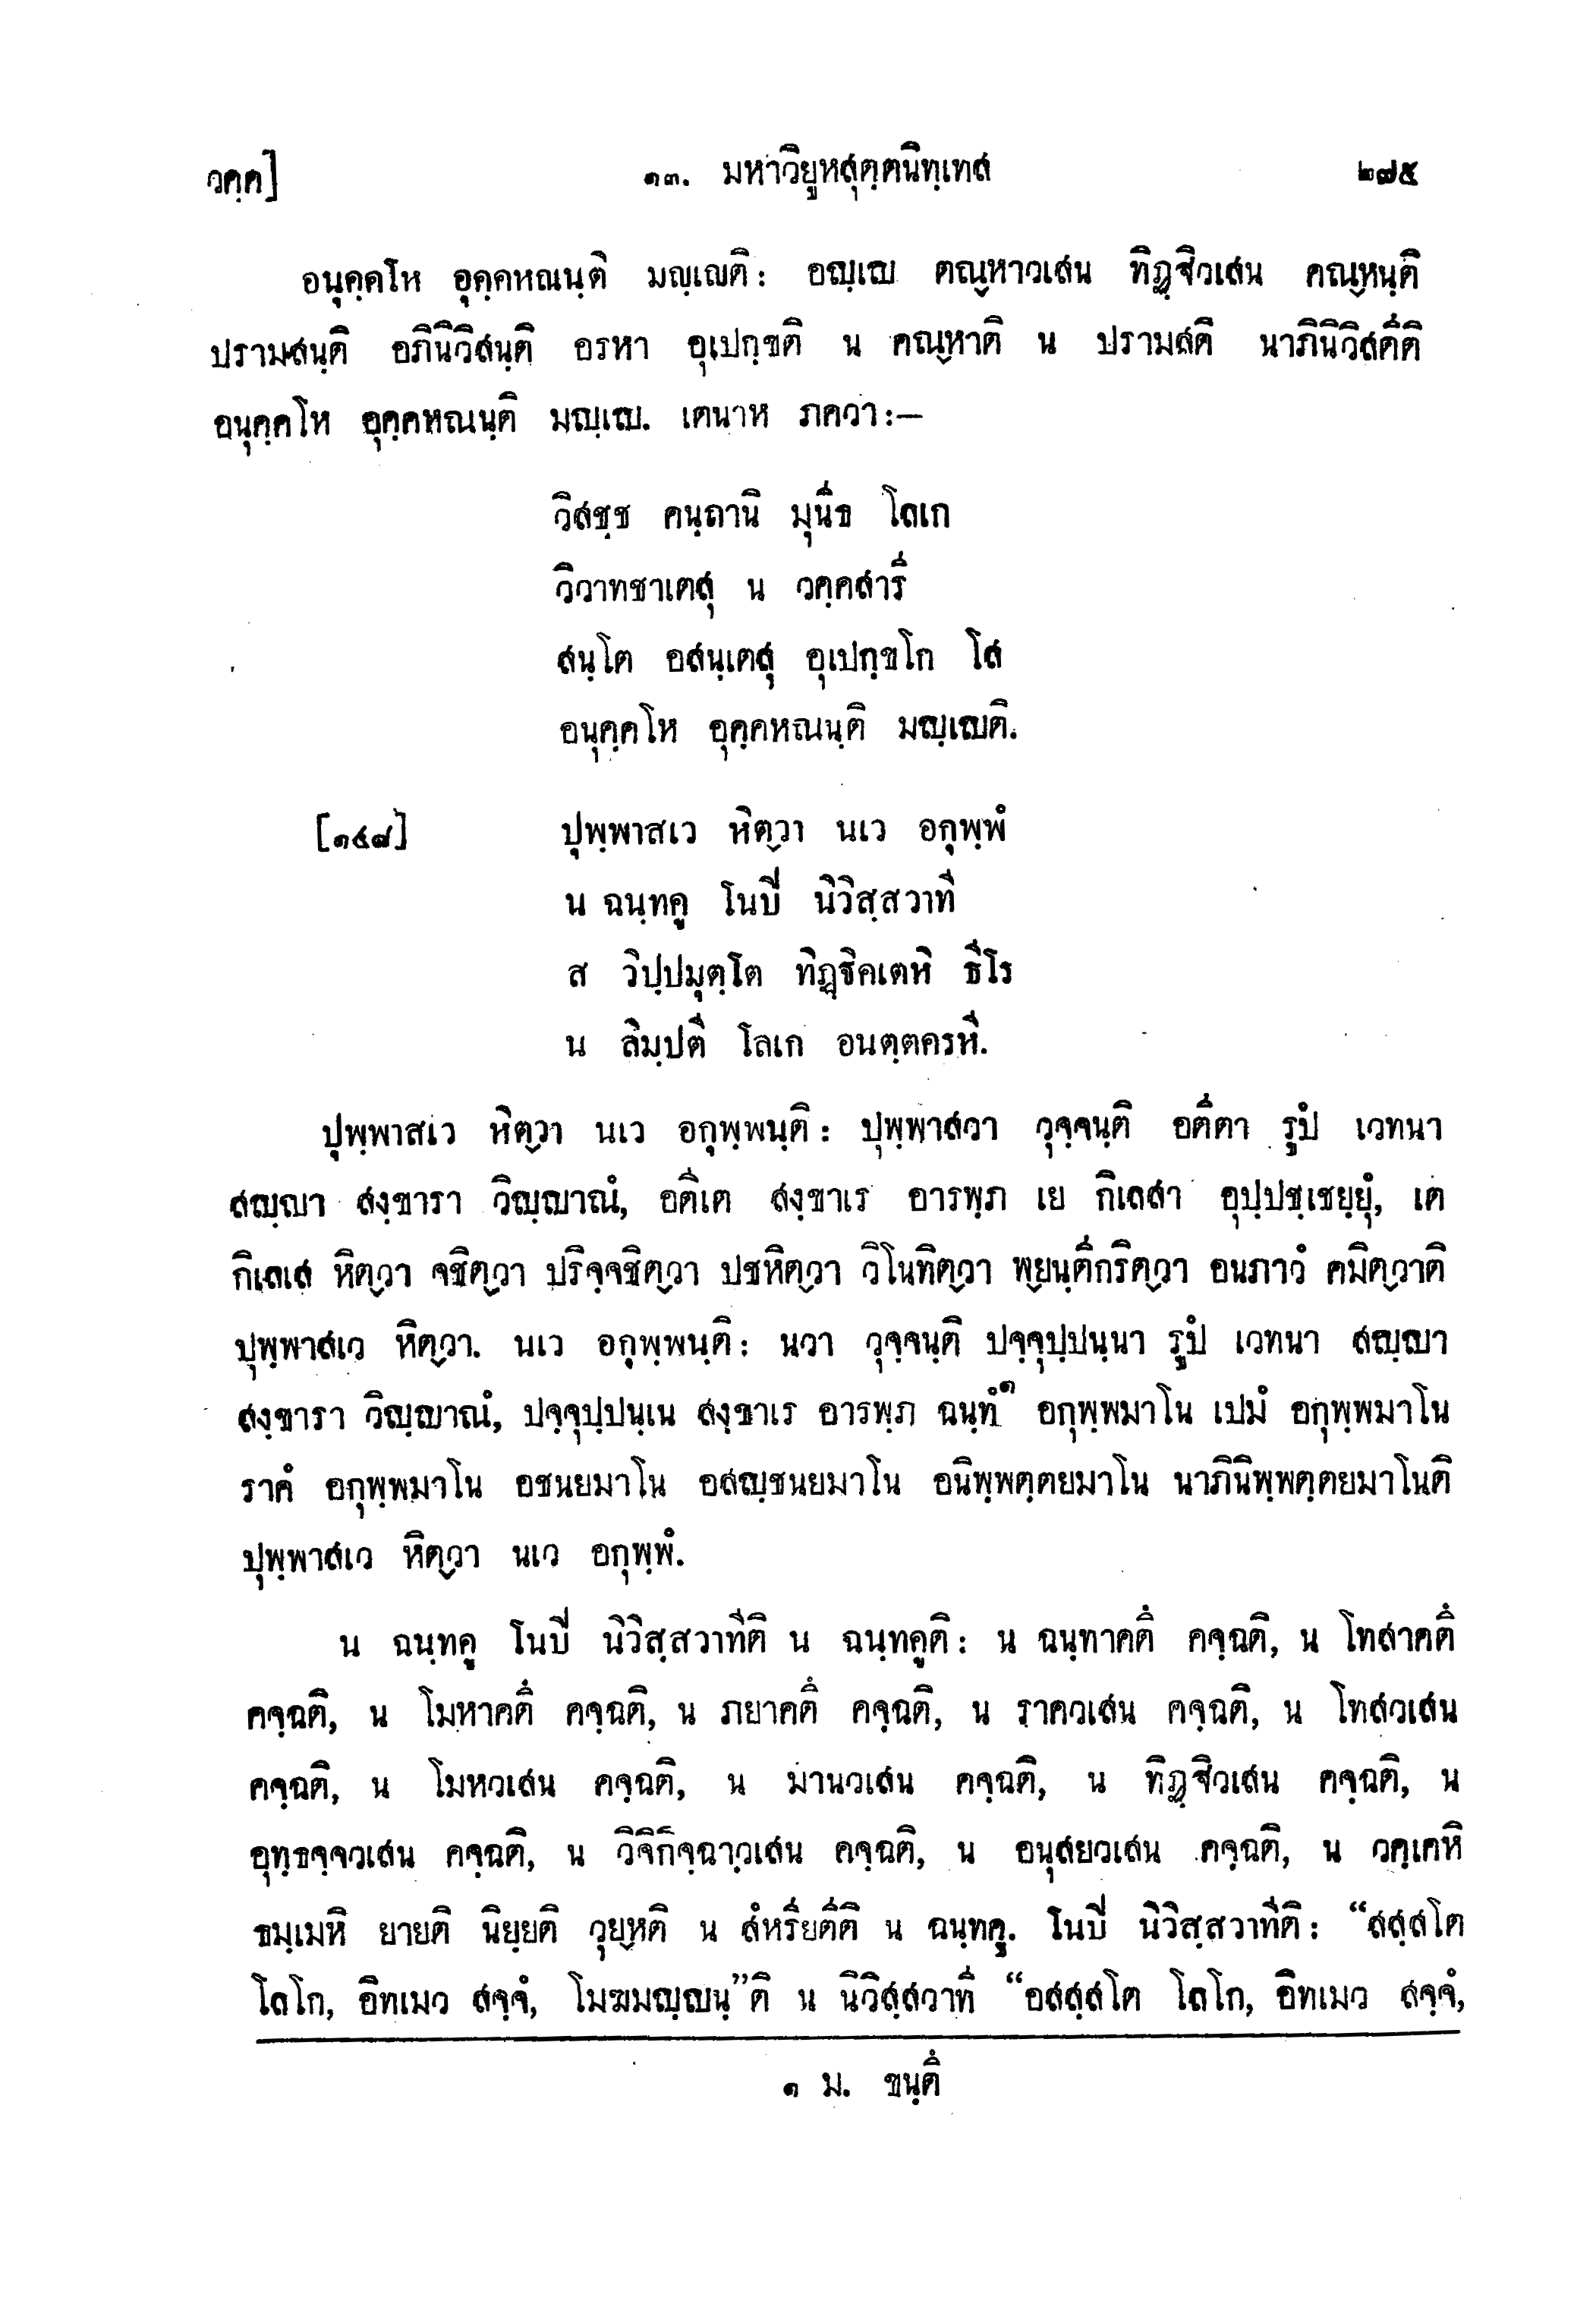 วคฺค]
๑๓. มหาวิยูหสุตฺตนิทฺเทส
๒๗๕
อนุคฺคโห อุคฺคหณนฺติ มญฺเญติ: อญฺเญ ตณฺหาวเสน ทิฏฺฐิวเสน คณฺหนฺติ
ปรามสนฺติ อภินิวิสนฺติ อรหา อุเปกฺขติ น คณฺหาติ น ปรามสติ นาภินิวิสตีติ
อนุคฺคโห อุคฺคหณนฺติ มญฺเญ. เตนาห ภควา:—
วิสชฺช คนฺถานิ มุนีธ โลเก
วิวาทชาเตสุ น วคฺคสารี
สนฺโต อสนฺเตสุ อุเปกฺขโก โส
อนุคฺคโห อุคฺคหณนฺติ มญฺเญติ.
[๑๔๗] ปุพฺพาสเว หิตฺวา นเว อกุพฺพํ
น ฉนฺทคู โนปี นิวิสฺสวาที
ส วิปฺปมุตฺโต ทิฏฺฐิคเตหิ ธีโร
น ลิมฺปตี โลเก อนตฺตครหี.
ปุพฺพาสเว หิตฺวา นเว อกุพฺพนฺติ: ปุพฺพาสวา วุจฺจนฺติ อตีตา รูปํ เวทนา
สญฺญา สงฺขารา วิญฺญาณํ, อตีเต สงฺขาเร อารพฺภ เย กิเลสา อุปฺปชฺเชยฺยุํ, เต
กิเลเส หิตฺวา จชิตฺวา ปริจฺจชิตฺวา ปชหิตฺวา วิโนทิตฺวา พฺยนฺตีกริตฺวา อนภาวํ คมิตฺวาติ
ปุพฺพาสเว หิตฺวา. นเว อกุพฺพนฺติ: นวา วุจฺจนฺติ ปจฺจุปฺปนฺนา รูปํ เวทนา สญฺญา
สงฺขารา วิญฺญาณํ, ปจฺจุปฺปนฺเน สงฺขาเร อารพฺภ ฉนฺทํ๑ อกุพฺพมาโน เปมํ อกุพฺพมาโน
ราคํ อกุพฺพมาโน อชนยมาโน อสญฺชนยมาโน อนิพฺพตฺตยมาโน นาภินิพฺพตฺตยมาโนติ
ปุพฺพาสเว หิตฺวา นเว อกุพฺพํ.
น ฉนฺทคู โนปี นิวิสฺสวาทีติ น ฉนฺทคูติ: น ฉนฺทาคตึ คจฺฉติ, น โทสาคตึ
คจฺฉติ, น โมหาคตึ คจฺฉติ, น ภยาคตึ คจฺฉติ, น ราควเสน คจฺฉติ, น โทสวเสน
คจฺฉติ, น โมหวเสน คจฺฉติ, น มานวเสน คจฺฉติ, น ทิฏฺฐิวเสน คจฺฉติ, น
อุทฺธจฺจวเสน คจฺฉติ, น วิจิกิจฺฉาวเสน คจฺฉติ, น อนุสยวเสน คจฺฉติ, น วคฺเคหิ
ธมฺเมหิ ยายติ นิยฺยติ วุยฺหติ น สํหรียตีติ น ฉนฺทคู. โนปี นิวิสฺสวาทีติ: “สสฺสโต
โลโก, อิทเมว สจฺจํ, โมฆมญฺญนฺ”ติ น นิวิสฺสวาที “อสสฺสโต โลโก, อิทเมว สจฺจํ,
๑ ม. ขนฺตึ